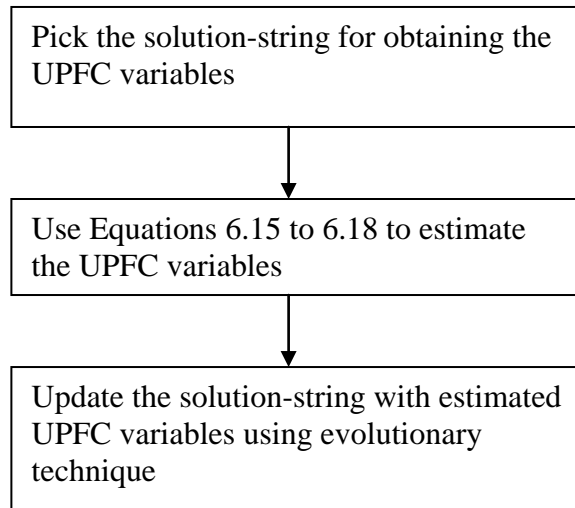 Pick the solution-string for obtaining the
UPFC variables
Use Equations 6.15 to 6.18 to estimate
the UPFC variables
Update the solution-string with estimated
UPFC variables using evolutionary
technique